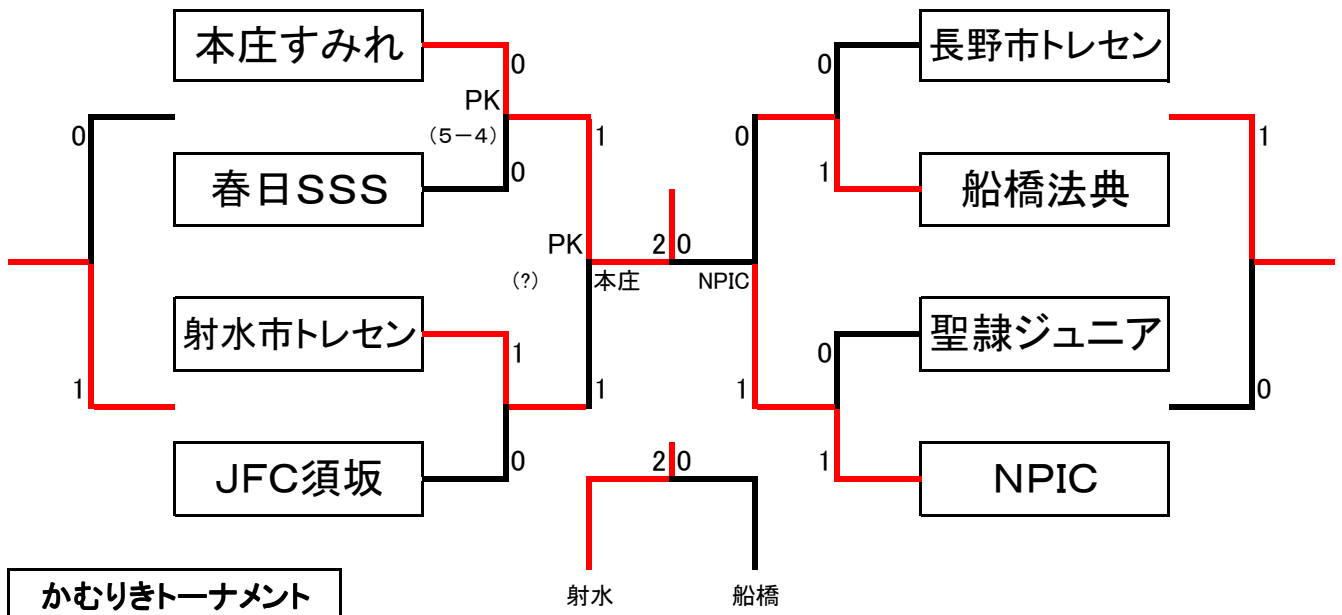 本庄すみれ
長野市トレセン
0
0
PK
0
1
0
1
(5－4)
0
1
春日SSS
船橋法典
PK
2 0
(?)
本庄
NPIC
射水市トレセン
聖隷ジュニア
1
0
1
1
1
0
0
2 0
1
JFC須坂
NPIC
かむりきトーナメント
射水
船橋